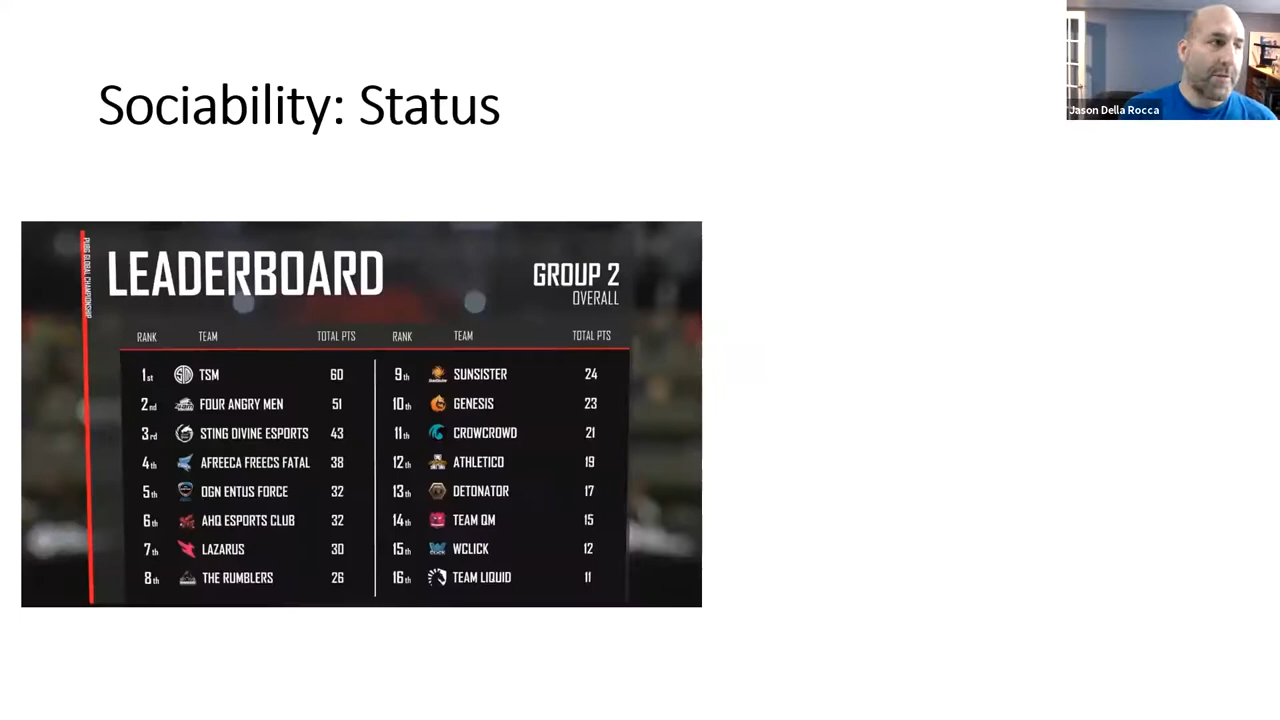 Sociability: Status
Jason Della Rocca
PUBG GLOBAL CHAMPIONSHIP
LEADERBOARD
GROUP 2
OVERALL
RANK TEAM TOTAL PTS RANK TEAM TOTAL PTS
1st TSM 60 9th SUNSISTER 24
2nd FOUR ANGRY MEN 51 10th GENESIS 23
3rd STING DIVINE ESPORTS 43 11th CROWCROWD 21
4th AFREECA FREECS FATAL 38 12th ATHLETICO 19
5th OGN ENTUS FORCE 32 13th DETONATOR 17
6th AHQ ESPORTS CLUB 32 14th TEAM QM 15
7th LAZARUS 30 15th WCLICK 12
8th THE RUMBLERS 26 16th TEAM LIQUID 11